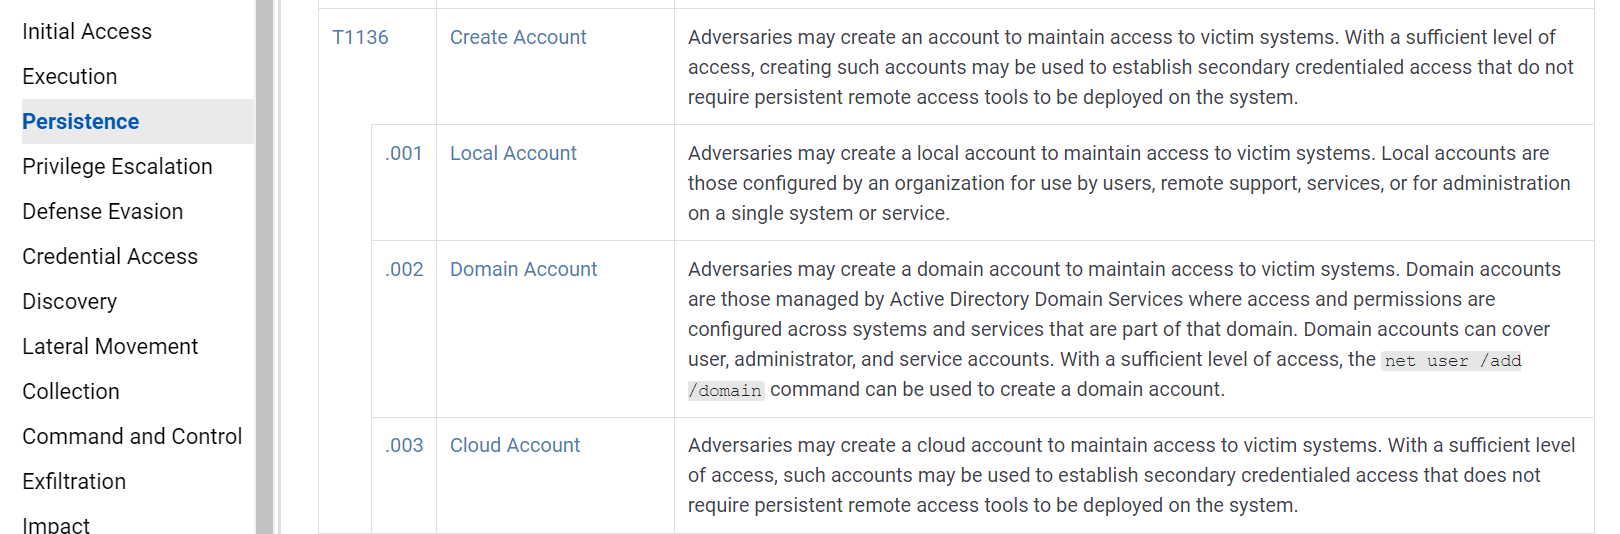 Initial Access
Execution
Persistence
Privilege Escalation
Defense Evasion
Credential Access
Discovery
Lateral Movement
Collection
Command and Control
Exfiltration
Impact
T1136
Create Account
Adversaries may create an account to maintain access to victim systems. With a sufficient level of
access, creating such accounts may be used to establish secondary credentialed access that do not
require persistent remote access tools to be deployed on the system.
.001
Local Account
Adversaries may create a local account to maintain access to victim systems. Local accounts are
those configured by an organization for use by users, remote support, services, or for administration
on a single system or service.
.002
Domain Account
Adversaries may create a domain account to maintain access to victim systems. Domain accounts
are those managed by Active Directory Domain Services where access and permissions are
configured across systems and services that are part of that domain. Domain accounts can cover
user, administrator, and service accounts. With a sufficient level of access, the net user /add
/domain command can be used to create a domain account.
.003
Cloud Account
Adversaries may create a cloud account to maintain access to victim systems. With a sufficient level
of access, such accounts may be used to establish secondary credentialed access that does not
require persistent remote access tools to be deployed on the system.